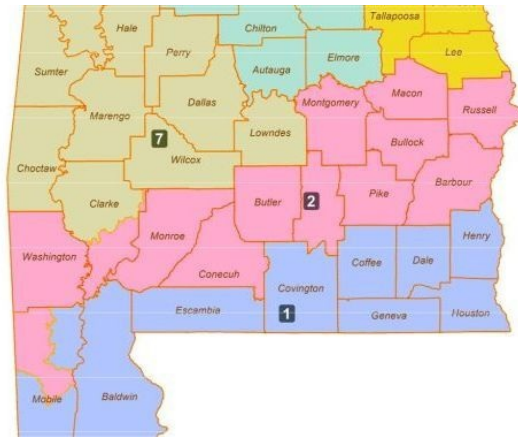 Tallapoosa
Hale
Chilton
Perry
Elmore
Lee
Sumter
Autauga
Macon
Dallas
Montgomery
Russell
Marengo
Lowndes
Bullock
7
Wilcox
Choctaw
Barbour
Pike
Clarke
Butler
2
Monroe
Henry
Washington
Coffee
Dale
Conecuh
Covington
Escambia
1
Geneva
Houston
Mobile
Baldwin